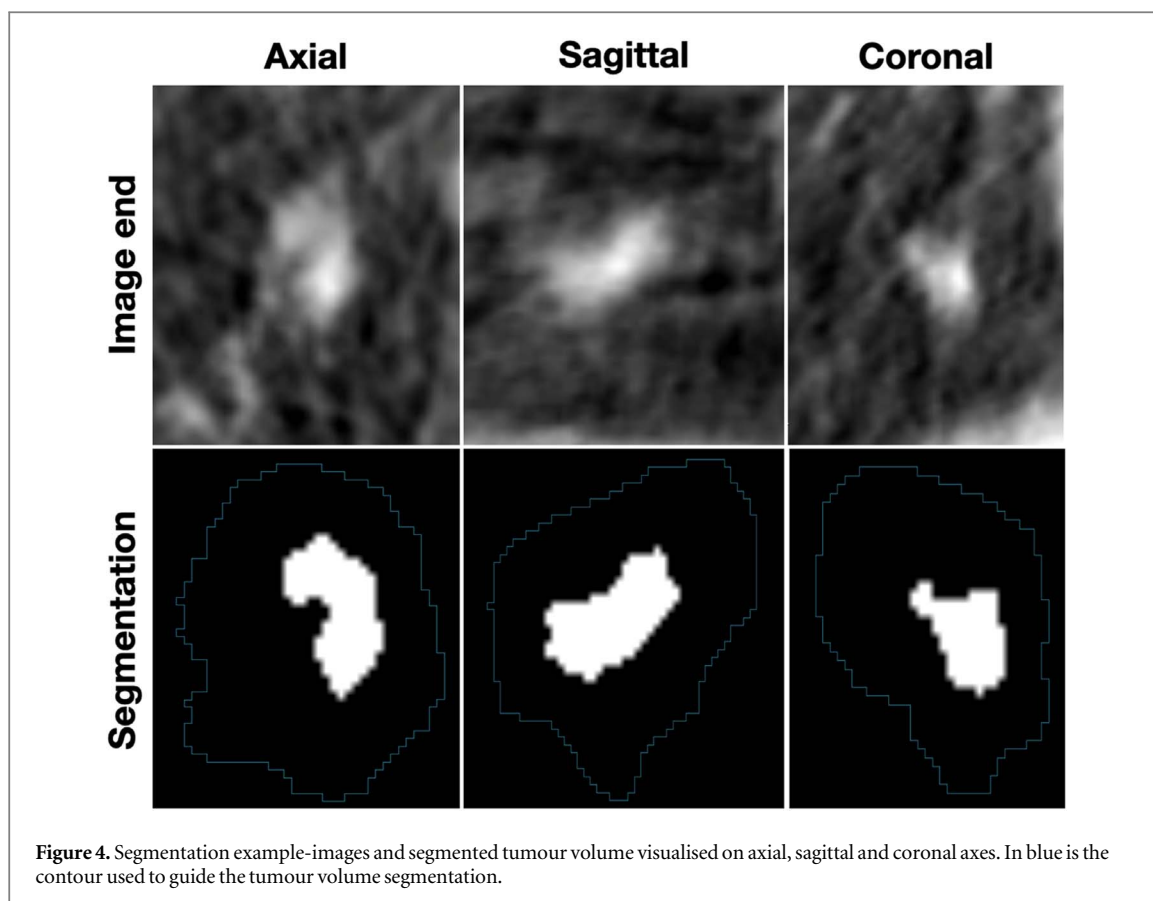 Axial Sagittal Coronal
Image end
Segmentation
Figure 4. Segmentation example-images and segmented tumour volume visualised on axial, sagittal and coronal axes. In blue is the
contour used to guide the tumour volume segmentation.